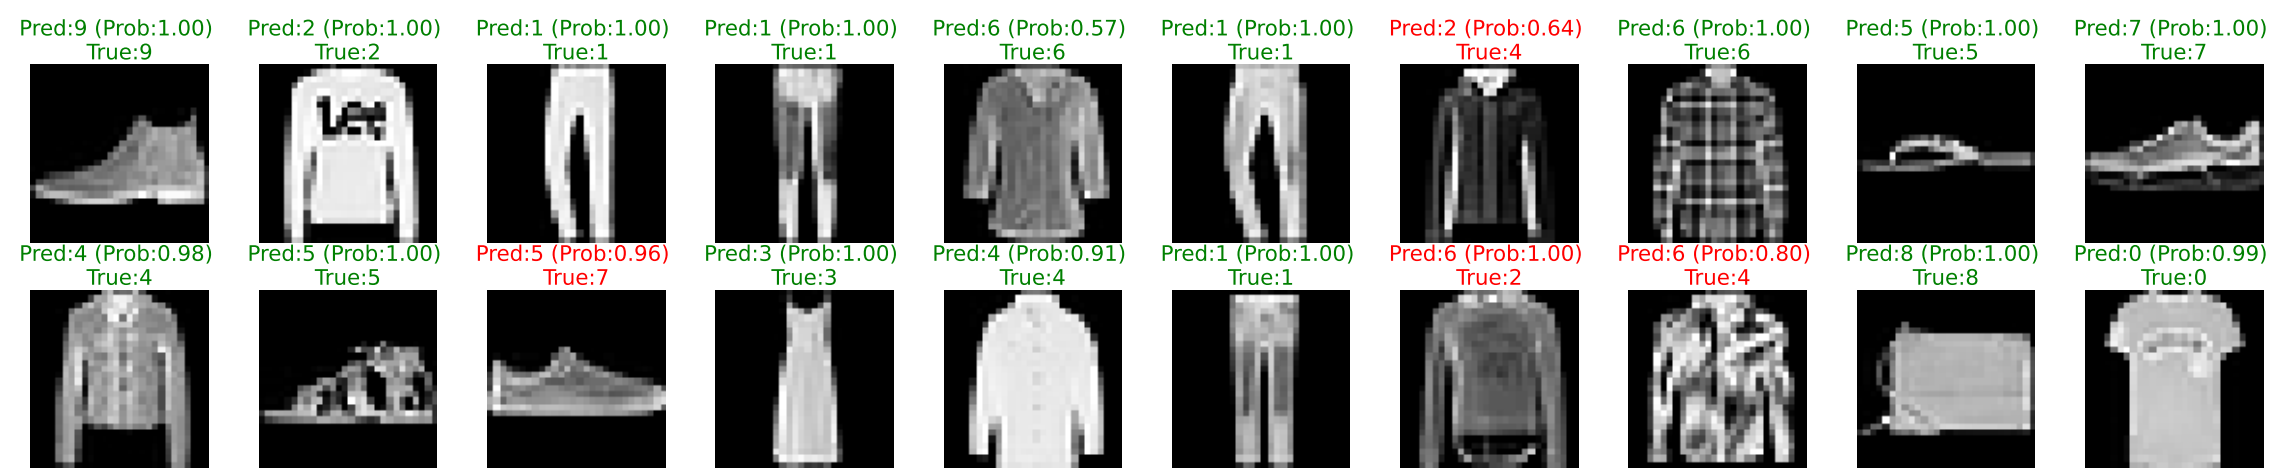 Pred:9 (Prob:1.00) Pred:2 (Prob:1.00) Pred:1 (Prob:1.00) Pred:1 (Prob:1.00) Pred:6 (Prob:0.57) Pred:1 (Prob:1.00) Pred:2 (Prob:0.64) Pred:6 (Prob:1.00) Pred:5 (Prob:1.00) Pred:7 (Prob:1.00)
True:9 True:2 True:1 True:1 True:6 True:1 True:4 True:6 True:5 True:7
Lee
Pred:4 (Prob:0.98) Pred:5 (Prob:1.00) Pred:5 (Prob:0.96) Pred:3 (Prob:1.00) Pred:4 (Prob:0.91) Pred:1 (Prob:1.00) Pred:6 (Prob:1.00) Pred:6 (Prob:0.80) Pred:8 (Prob:1.00) Pred:0 (Prob:0.99)
True:4 True:5 True:7 True:3 True:4 True:1 True:2 True:4 True:8 True:0